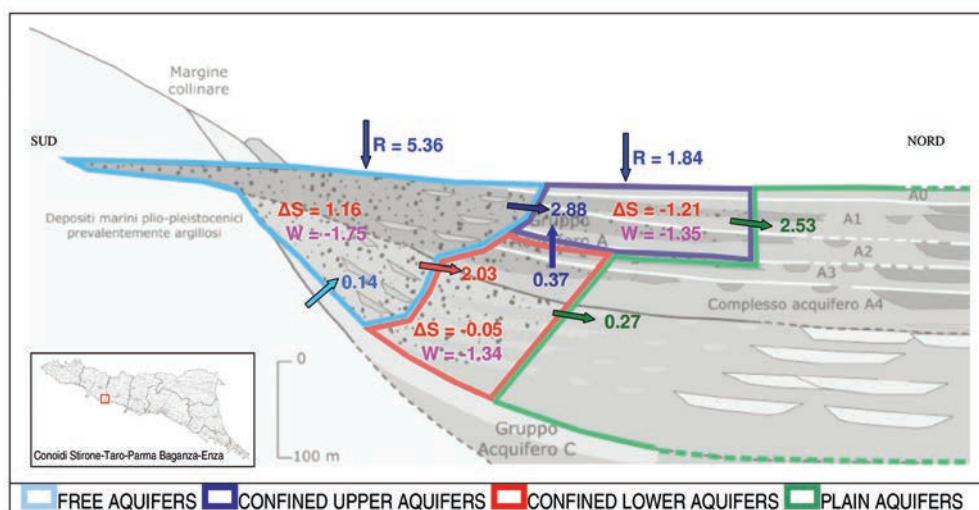 Margine
collinare
SUD
R = 5.36
R = 1.84
NORD
A0
Depositi marini plio-pleistocenici
prevalentemente argillosi
ΔS = 1.16
W = -1.75
2.88
Gruppo
Acquifero A
ΔS = -1.21
W = -1.35
2.53
A1
A2
A3
0.14
2.03
0.37
Complesso acquifero A4
ΔS = -0.05
W = -1.34
0.27
0
100 m
Gruppo
Acquifero C
Conoidi Stirone-Taro-Parma Baganza-Enza
FREE AQUIFERS
CONFINED UPPER AQUIFERS
CONFINED LOWER AQUIFERS
PLAIN AQUIFERS